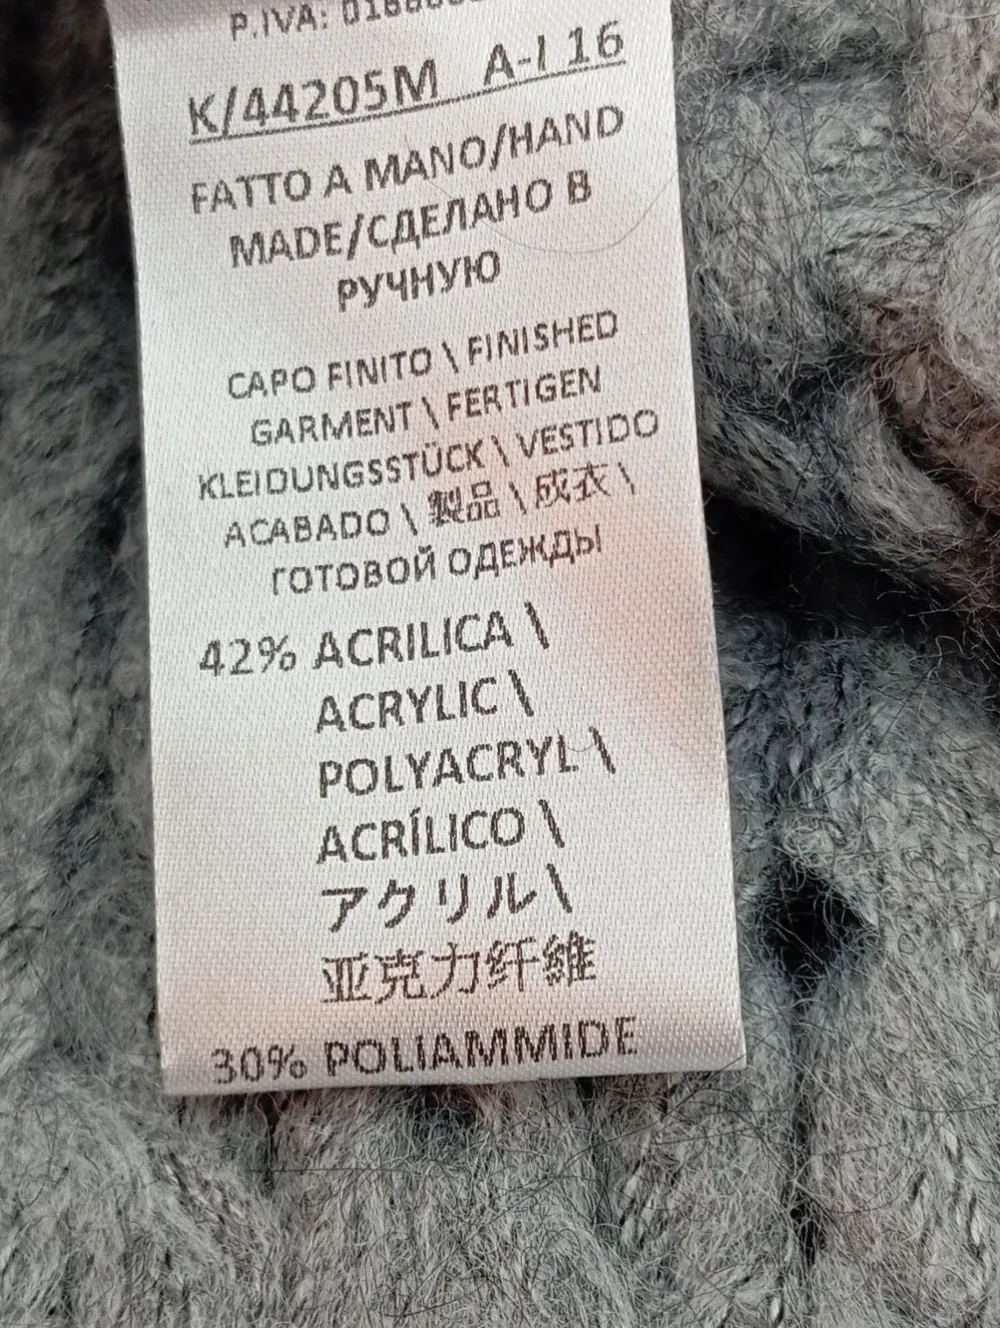 P.IVA:
K/44205M A-I 16
FATTO A MANO/HAND
MADE/СДЕЛАНО В
РУЧНУЮ
CAPO FINITO \ FINISHED
GARMENT \ FERTIGEN
KLEIDUNGSSTÜCK \ VESTIDO
ACABADO \ 製品 \ 成衣 \
ГОТОВОЙ ОДЕЖДЫ
42% ACRILICA \
ACRYLIC \
POLYACRYL \
ACRÍLICO \
アクリル \
亚克力纤維
30% POLIAMMIDE